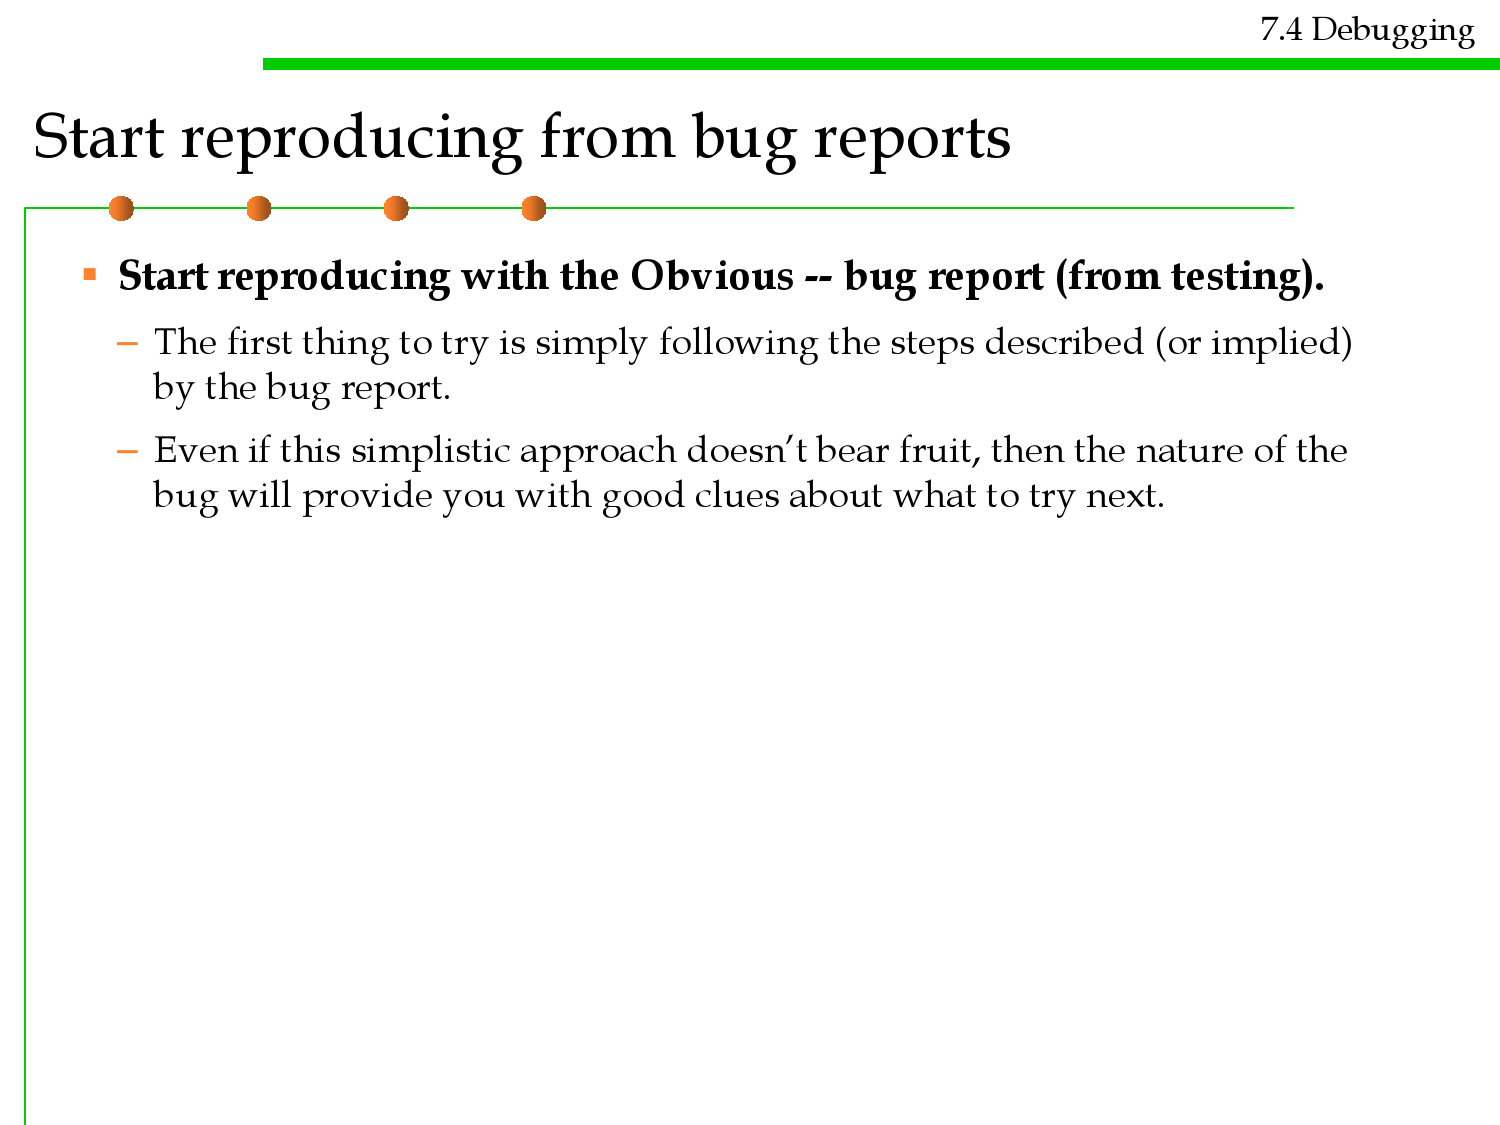 7.4 Debugging
Start reproducing from bug reports
▪ Start reproducing with the Obvious -- bug report (from testing).
– The first thing to try is simply following the steps described (or implied)
by the bug report.
– Even if this simplistic approach doesn’t bear fruit, then the nature of the
bug will provide you with good clues about what to try next.